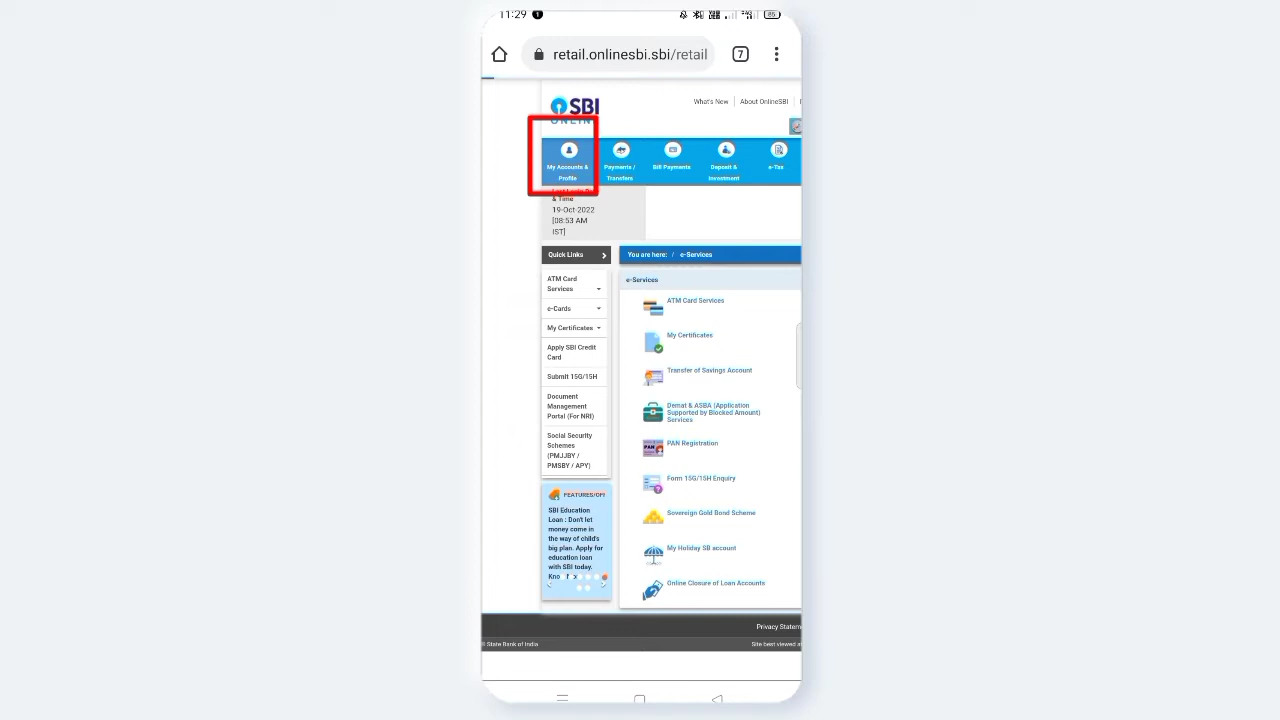 11:29
retail.onlinesbi.sbi/retail
7
SBI
What's New
About OnlineSBI
My Accounts &
Profile
Payments /
Transfers
Bill Payments
Deposit &
Investment
e-Tax
& Time
19-Oct-2022
[08:53 AM
IST]
Quick Links
You are here: / e-Services
ATM Card
Services
e-Cards
My Certificates
Apply SBI Credit
Card
Submit 15G/15H
Document
Management
Portal (For NRI)
Social Security
Schemes
(PMJJBY /
PMSBY / APY)
e-Services
ATM Card Services
My Certificates
Transfer of Savings Account
Demat & ASBA (Application
Supported by Blocked Amount)
Services
PAN Registration
Form 15G/15H Enquiry
Sovereign Gold Bond Scheme
My Holiday SB account
Online Closure of Loan Accounts
FEATURES/OF
SBI Education
Loan : Don't let
money come in
the way of child's
big plan. Apply for
education loan
with SBI today.
Privacy Statem
State Bank of India
Site best viewed a